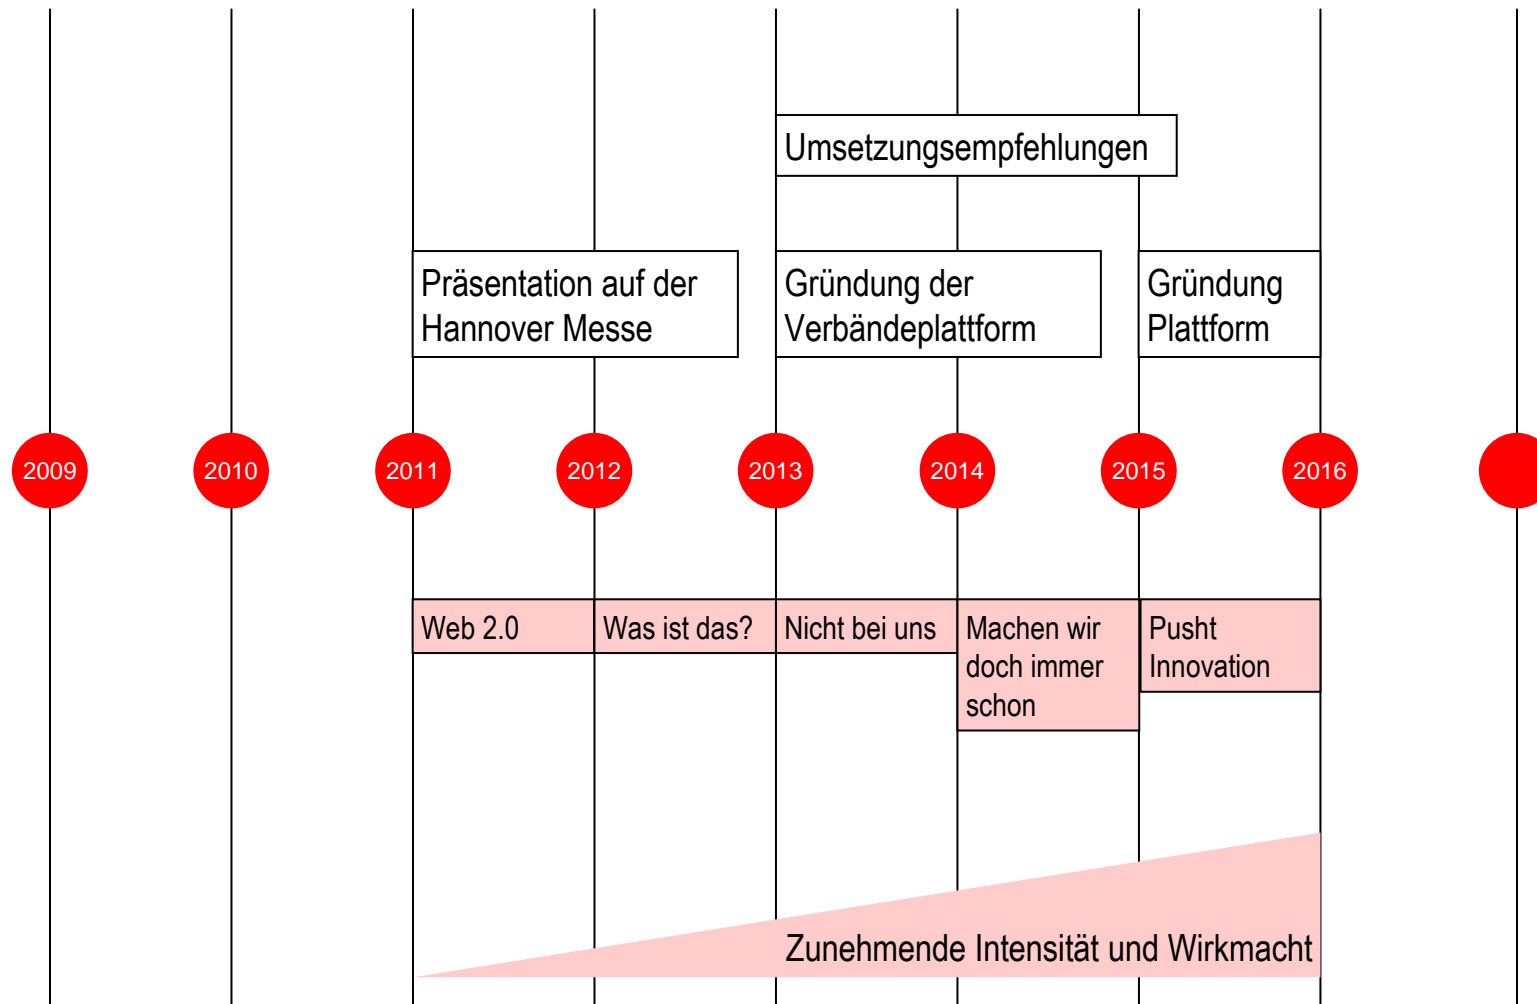 Umsetzungsempfehlungen
Präsentation auf der
Hannover Messe
Gründung der
Verbändeplattform
Gründung
Plattform
2009
2010
2011
2012
2013
2014
2015
2016
Web 2.0
Was ist das?
Nicht bei uns
Machen wir
doch immer
schon
Pusht
Innovation
Zunehmende Intensität und Wirkmacht